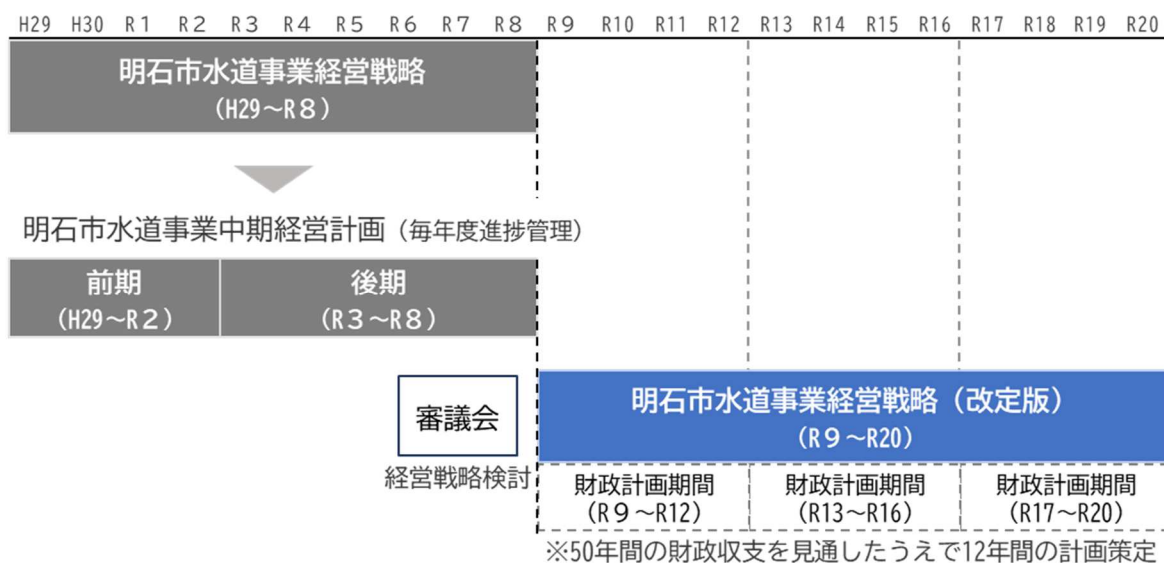 H29 H30 R1 R2 R3 R4 R5 R6 R7 R8 R9 R10 R11 R12 R13 R14 R15 R16 R17 R18 R19 R20
明石市水道事業経営戦略
(H29~R8)
明石市水道事業中期経営計画(毎年度進捗管理)
前期
(H29~R2)
後期
(R3~R8)
審議会
経営戦略検討
明石市水道事業経営戦略(改定版)
(R9~R20)
財政計画期間
(R9~R12)
財政計画期間
(R13~R16)
財政計画期間
(R17~R20)
※50年間の財政収支を見通したうえで12年間の計画策定